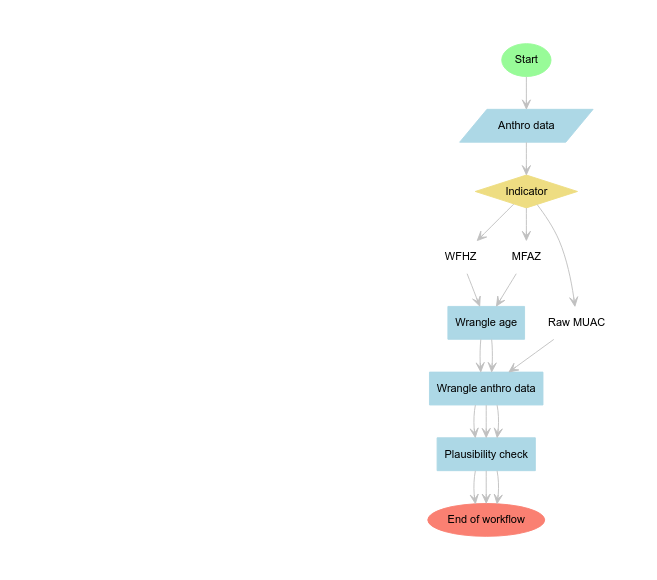 Start
Anthro data
Indicator
WFHZ
MFAZ
Wrangle age
Raw MUAC
Wrangle anthro data
Plausibility check
End of workflow